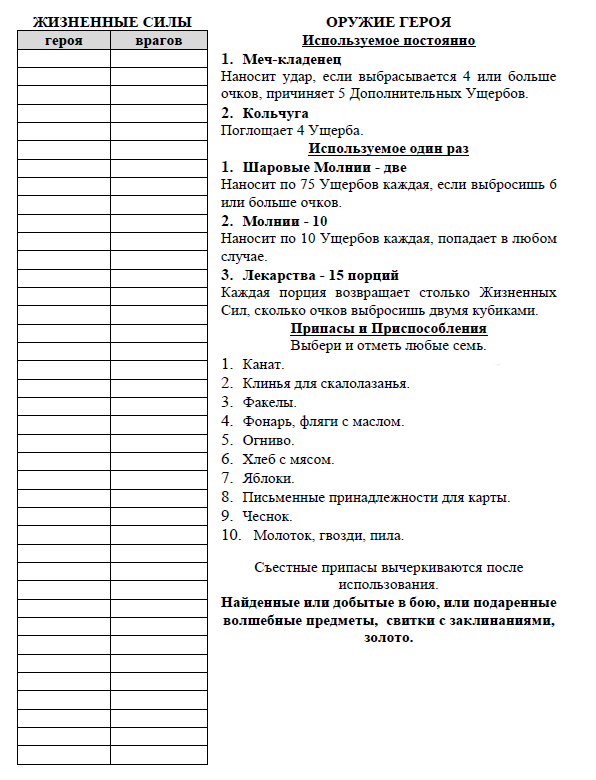 ЖИЗНЕННЫЕ СИЛЫ
героя врагов
ОРУЖИЕ ГЕРОЯ
Используемое постоянно
1. Меч-кладенец
Наносит удар, если выбрасывается 4 или больше
очков, причиняет 5 Дополнительных Ущербов.
2. Кольчуга
Поглощает 4 Ущерба.
Используемое один раз
1. Шаровые Молнии - две
Наносит по 75 Ущербов каждая, если выбросишь 6
или больше очков.
2. Молнии - 10
Наносит по 10 Ущербов каждая, попадает в любом
случае.
3. Лекарства - 15 порций
Каждая порция возвращает столько Жизненных
Сил, сколько очков выбросишь двумя кубиками.
Припасы и Приспособления
Выбери и отметь любые семь.
1. Канат.
2. Клинья для скалолазанья.
3. Факелы.
4. Фонарь, фляги с маслом.
5. Огниво.
6. Хлеб с мясом.
7. Яблоки.
8. Письменные принадлежности для карты.
9. Чеснок.
10. Молоток, гвозди, пила.
Съестные припасы вычеркиваются после
использования.
Найденные или добытые в бою, или подаренные
волшебные предметы, свитки с заклинаниями,
золото.